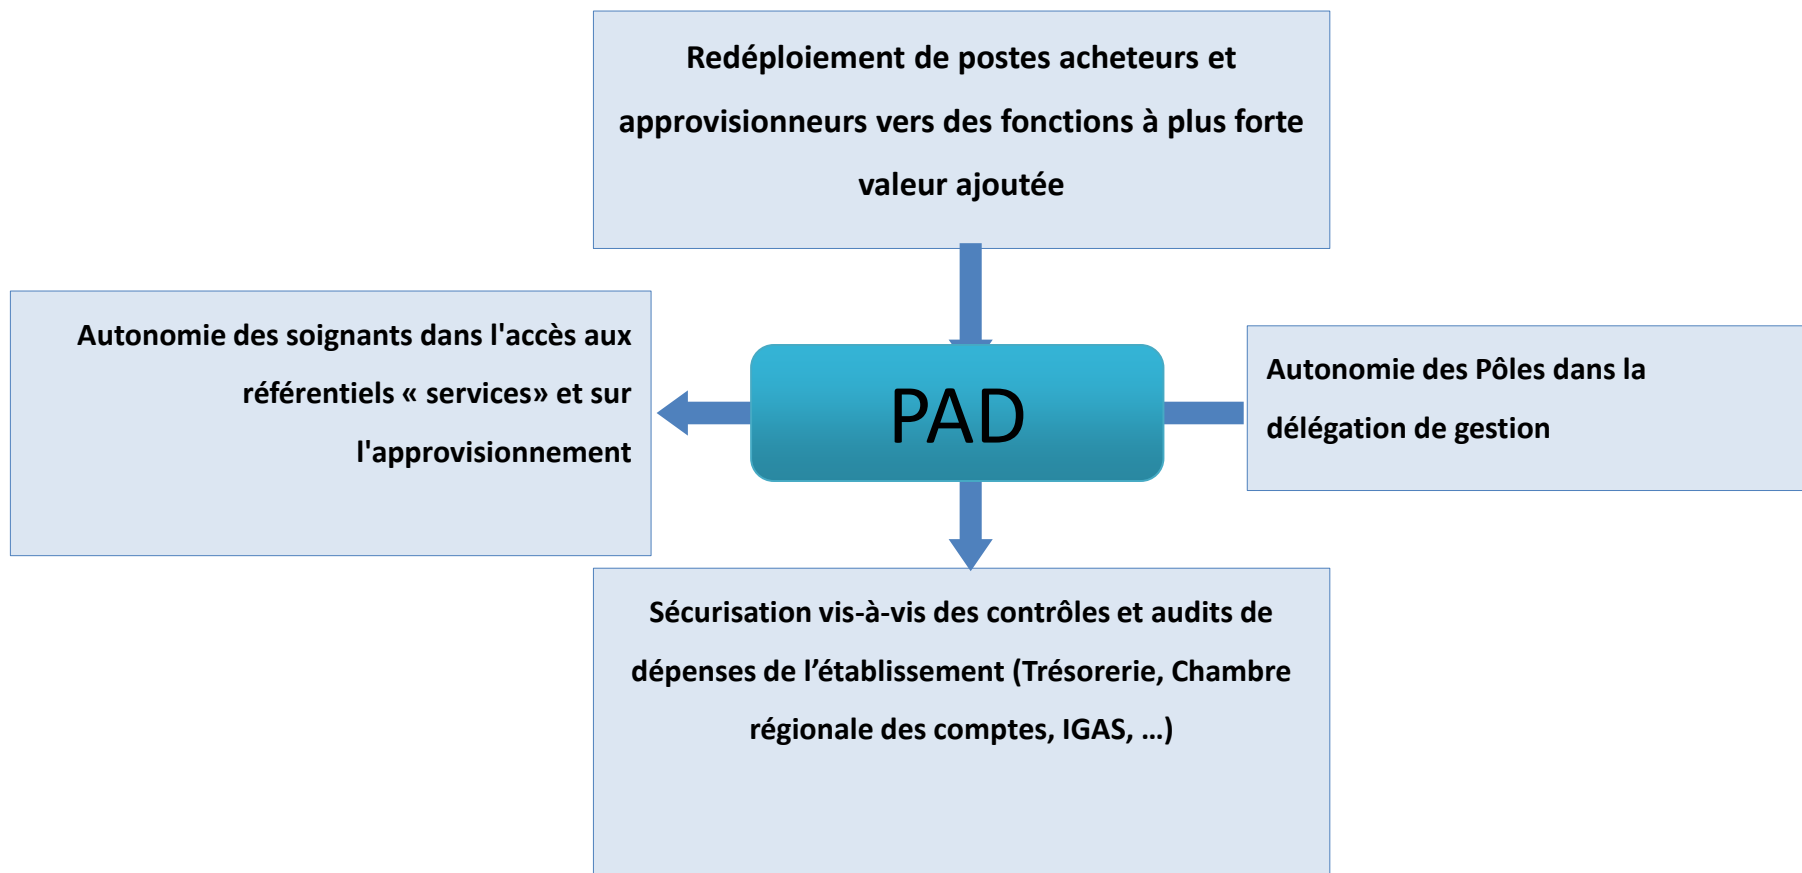 Redéploiement de postes acheteurs et
approvisionneurs vers des fonctions à plus forte
valeur ajoutée
Autonomie des soignants dans l'accès aux
référentiels « services» et sur
l'approvisionnement
PAD
Autonomie des Pôles dans la
délégation de gestion
Sécurisation vis-à-vis des contrôles et audits de
dépenses de l’établissement (Trésorerie, Chambre
régionale des comptes, IGAS, …)